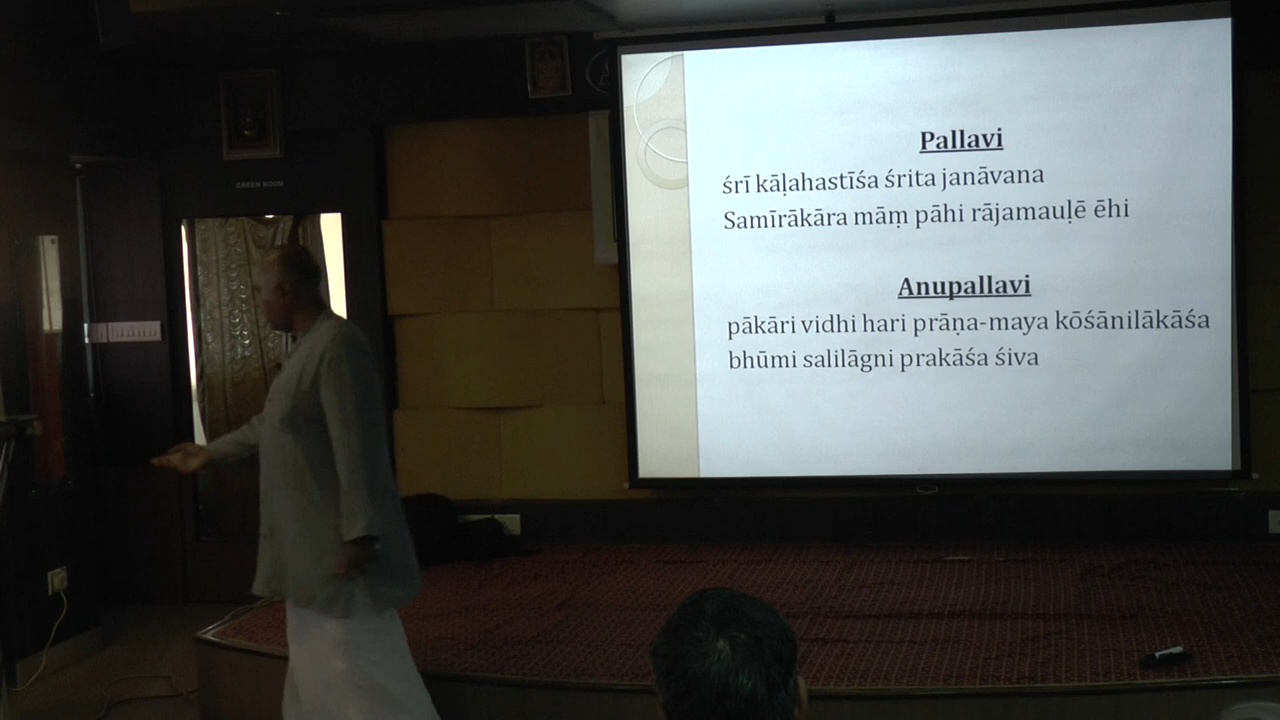 GREEN ROOM
Pallavi
śrī kāḷahastīśa śrita janāvana
Samīrākāra māṃ pāhi rājamauḷē ēhi
Anupallavi
pākāri vidhi hari prāṇa-maya kōśānilākāśa
bhūmi salilāgni prakāśa śiva